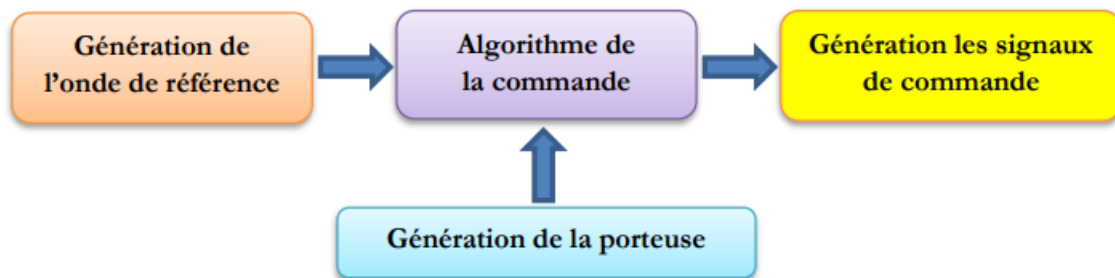 Génération de
l'onde de référence
Algorithme de
la commande
Génération les signaux
de commande
Génération de la porteuse